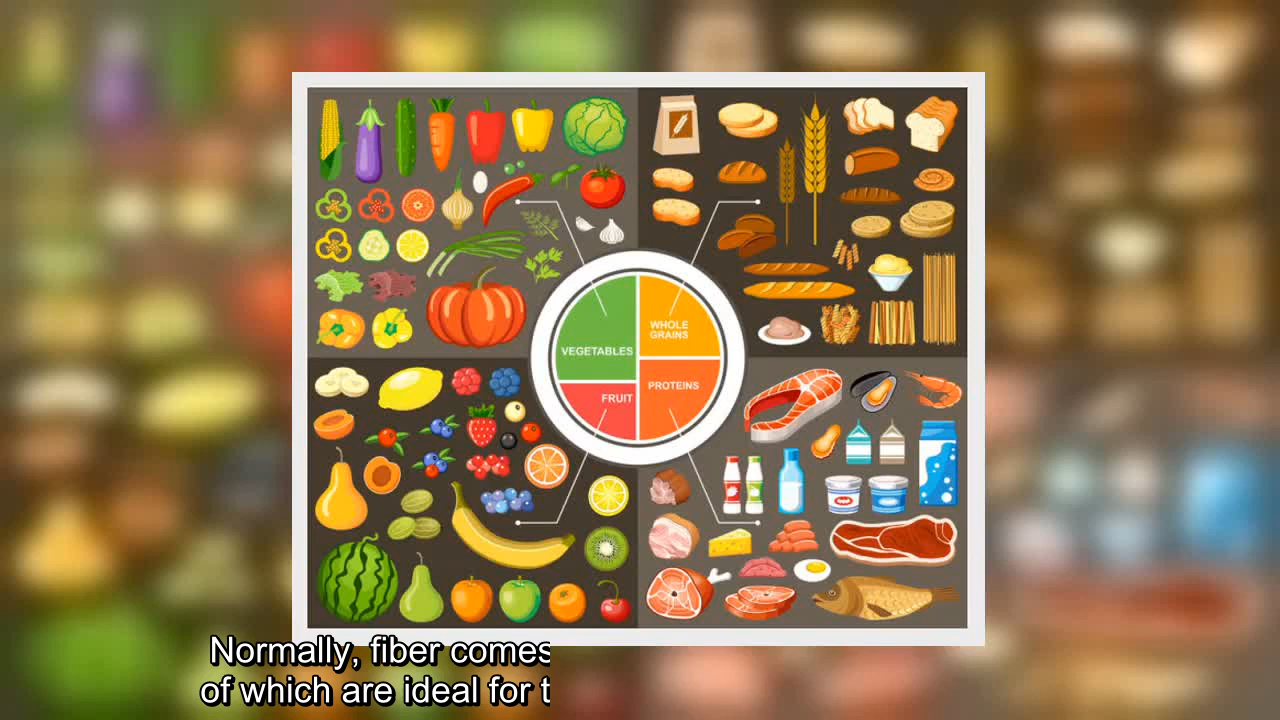 VEGETABLES
WHOLE
GRAINS
FRUIT
PROTEINS
Normally, fiber comes
of which are ideal for t